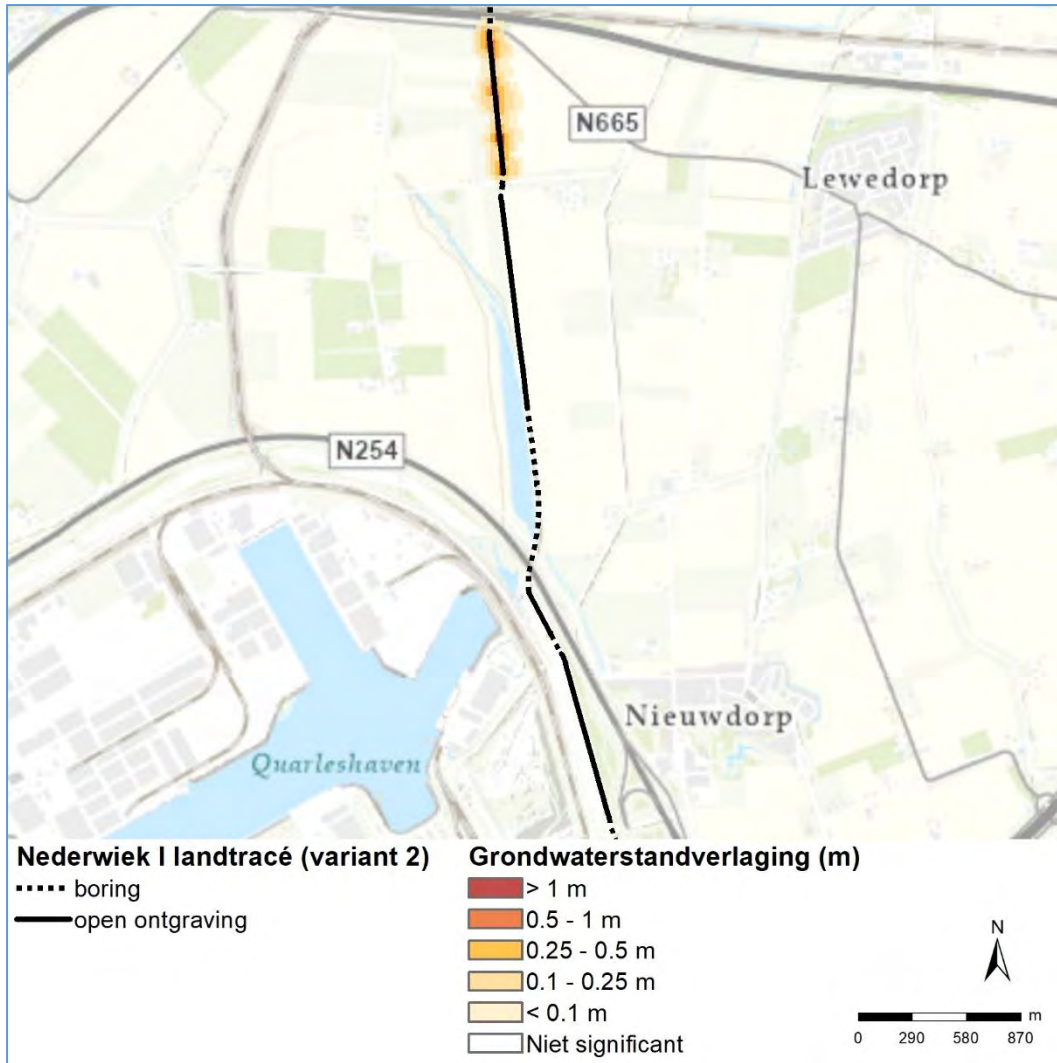 N665
Lewedorp
N254
Nieuwdorp
Quarleshaven
Nederwiek I landtracé (variant 2)
boring
open ontgraving
Grondwaterstandverlaging (m)
> 1 m
0.5 - 1 m
0.25 - 0.5 m
0.1 - 0.25 m
< 0.1 m
Niet significant
N
m
0 290 580 870